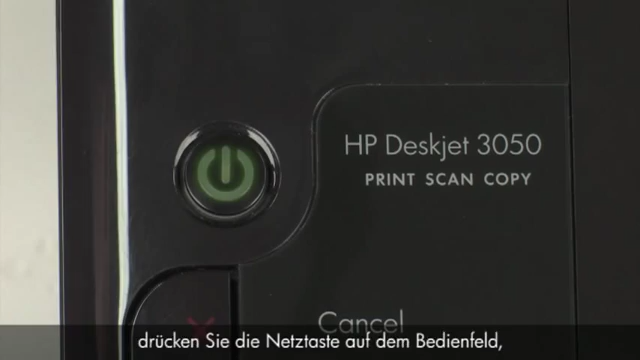 HP Deskjet 3050
PRINT SCAN COPY
Cancel
drücken Sie die Netztaste auf dem Bedienfeld,